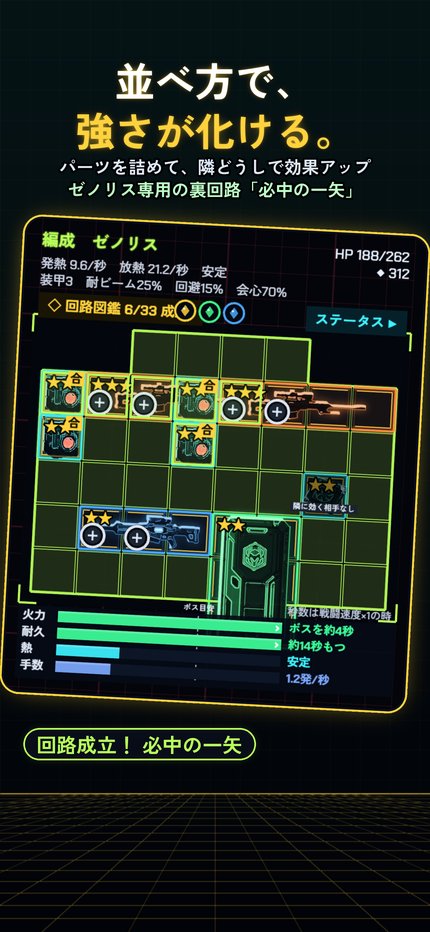 並べ方で、
強さが化ける。
パーツを詰めて、隣どうしで効果アップ
ゼノリス専用の裏回路「必中の一矢」
編成 ゼノリス
HP 188/262
発熱 9.6/秒 放熱 21.2/秒 安定
◆ 312
装甲3 耐ビーム25% 回避15% 会心70%
◇ 回路図鑑 6/33 成
ステータス ▶
合
合
合
合
隣に効く相手なし
ボス目安
秒数は戦闘速度×1の時
火力
ボスを約4秒
耐久
約14秒もつ
熱
安定
手数
1.2発/秒
回路成立！ 必中の一矢